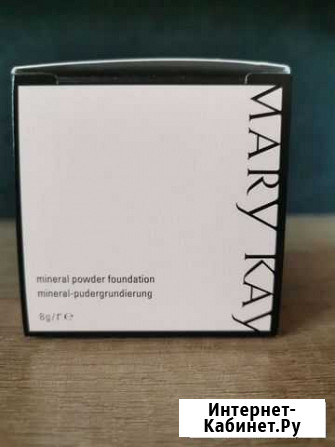 MARY KAY
mineral powder foundation
mineral-pudergrundierung
8g/г ℮
Интернет-
Кабинет.Ру